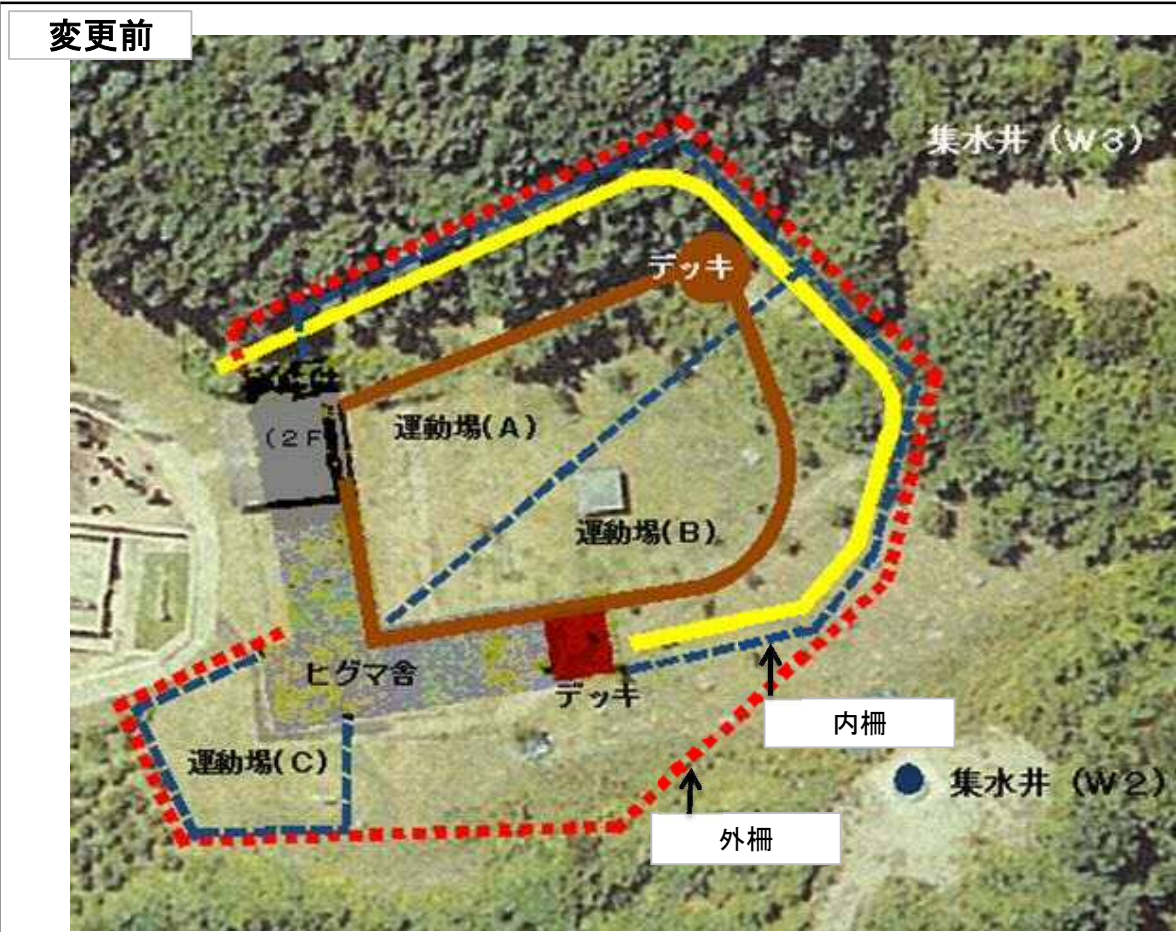 変更前
集水井（W3）
デッキ
運動場(A)
(2F
運動場(B)
ヒグマ舎
デッキ
内柵
運動場(C)
集水井（W2）
外柵